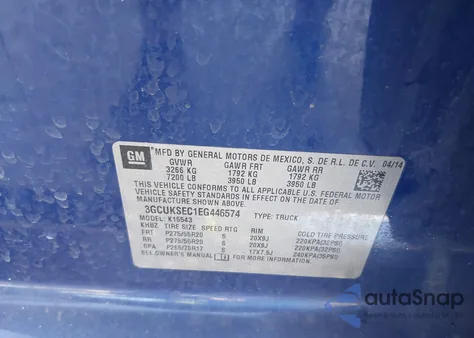 GM
MFD BY GENERAL MOTORS DE MEXICO, S. DE R.L. DE C.V. 04/14
GVWR GAWR FRT GAWR RR
3266 KG 1792 KG 1792 KG
7200 LB 3950 LB 3950 LB
THIS VEHICLE CONFORMS TO ALL APPLICABLE U.S. FEDERAL MOTOR
VEHICLE SAFETY STANDARDS IN EFFECT ON THE DATE OF
MANUFACTURE SHOWN ABOVE.
3GCUKSEC1EG446574 TYPE: TRUCK
MODEL: K15543
KHBZ TIRE SIZE SPEED RTG RIM COLD TIRE PRESSURE
FRT P275/55R20 S 20X9J 220KPA(32PSI)
RR P275/55R20 S 20X9J 220KPA(32PSI)
SPA P265/70R17 S 17X7.5J 240KPA(35PSI)
SEE OWNER'S MANUAL FOR MORE INFORMATION
autoSnap